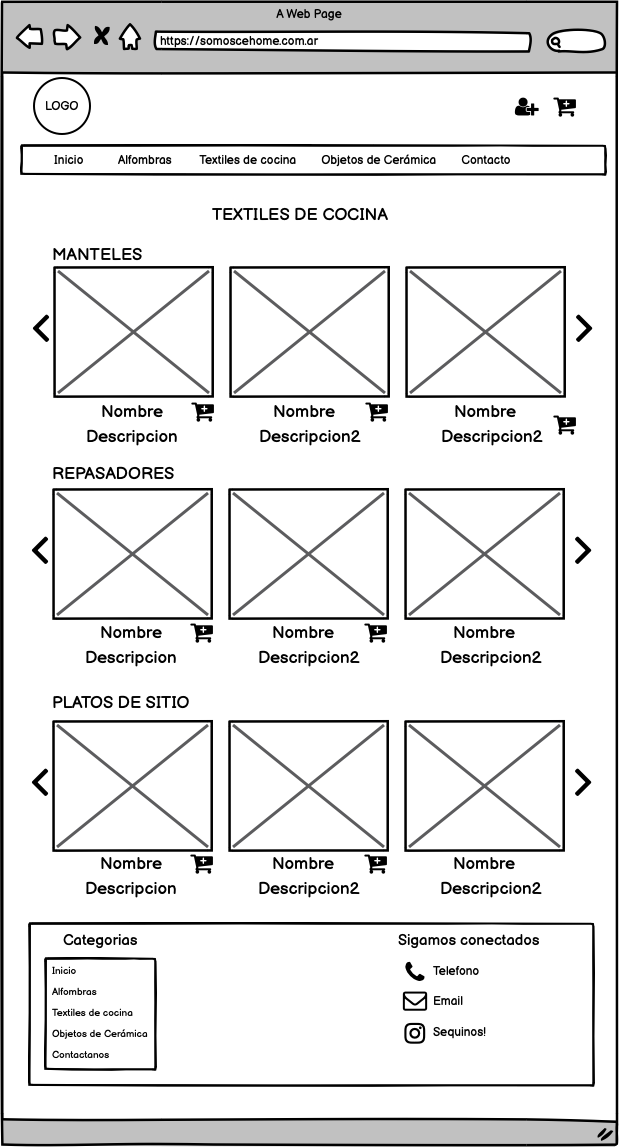 A Web Page
https://somoscehome.com.ar
LOGO
Inicio Alfombras Textiles de cocina Objetos de Cerámica Contacto
TEXTILES DE COCINA
MANTELES
Nombre Nombre Nombre
Descripcion Descripcion2 Descripcion2
REPASADORES
Nombre Nombre Nombre
Descripcion Descripcion2 Descripcion2
PLATOS DE SITIO
Nombre Nombre Nombre
Descripcion Descripcion2 Descripcion2
Categorias
Inicio
Alfombras
Textiles de cocina
Objetos de Cerámica
Contactanos
Sigamos conectados
Telefono
Email
Sequinos!